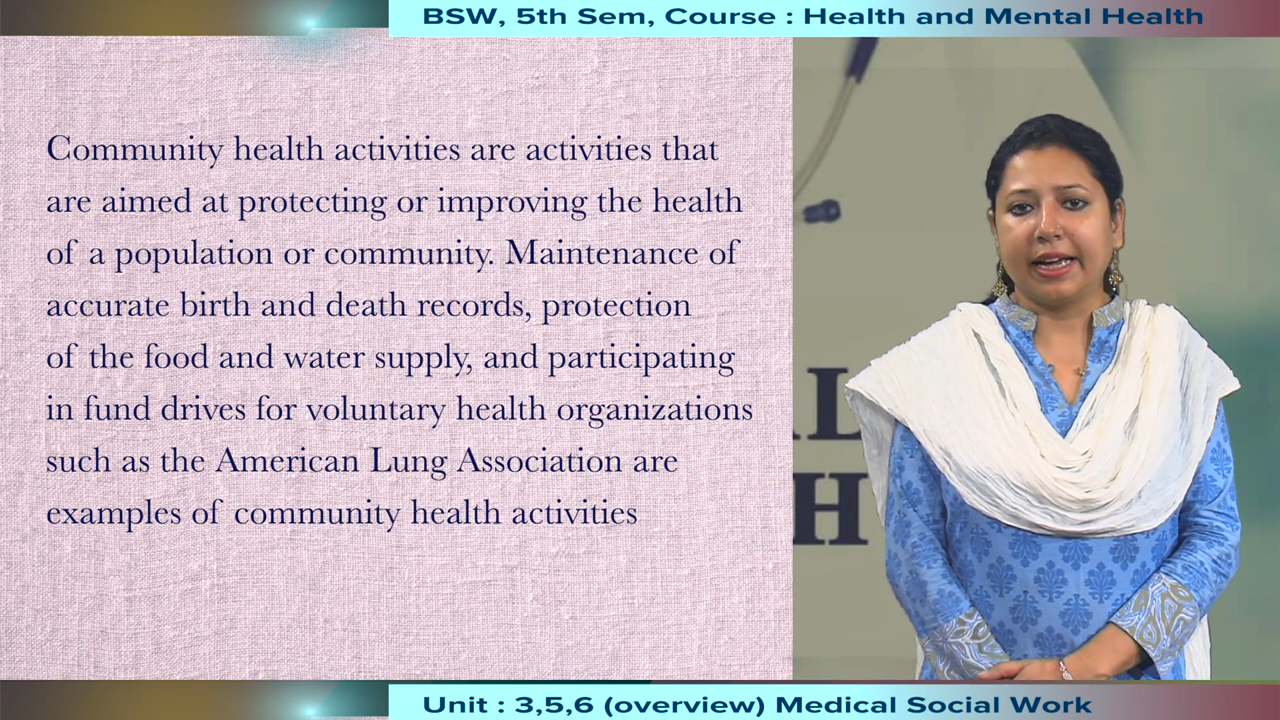 BSW, 5th Sem, Course : Health and Mental Health
Community health activities are activities that
are aimed at protecting or improving the health
of a population or community. Maintenance of
accurate birth and death records, protection
of the food and water supply, and participating
in fund drives for voluntary health organizations
such as the American Lung Association are
examples of community health activities
AL
H
Unit : 3,5,6 (overview) Medical Social Work